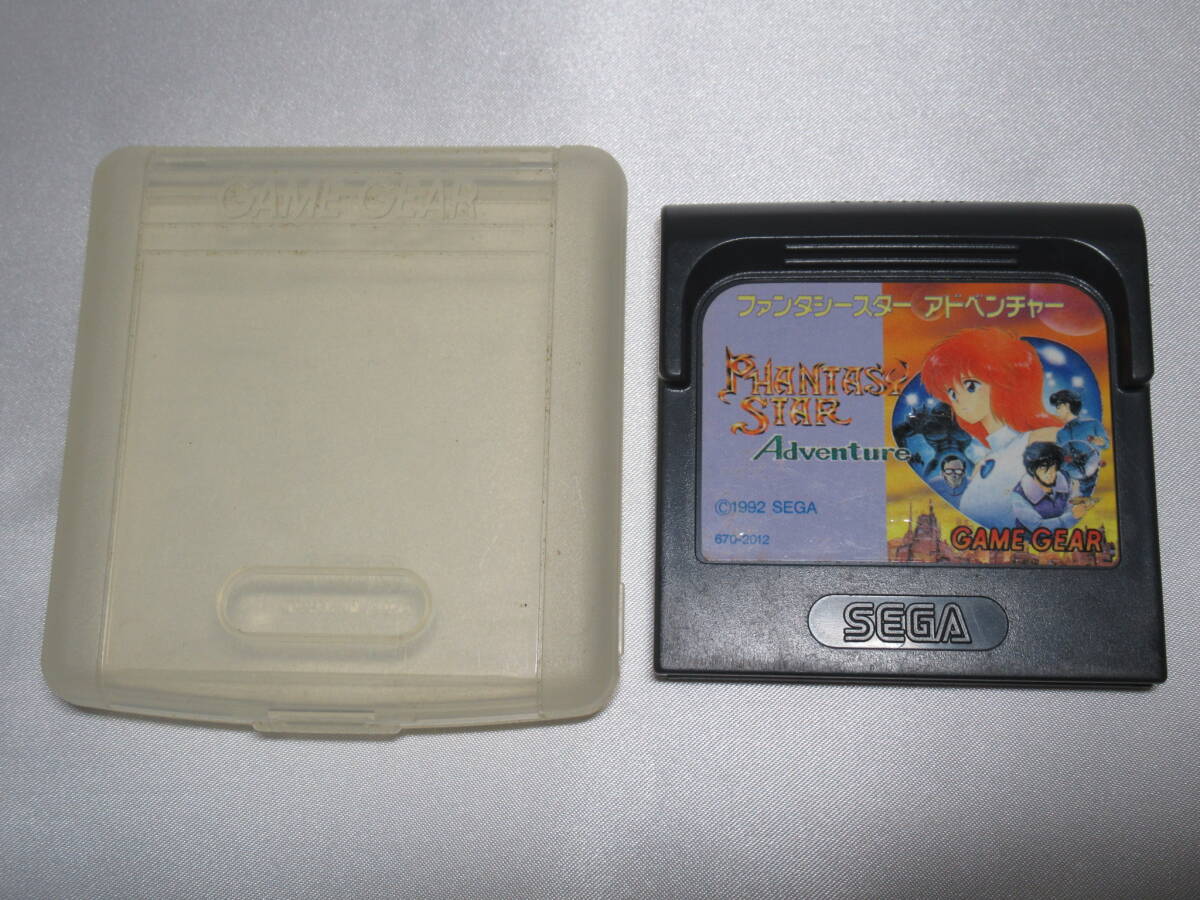 GAME GEAR
ファンタシースター アドベンチャー
PHANTASY
STAR
Adventure
©1992 SEGA
670-2012
GAME GEAR
SEGA